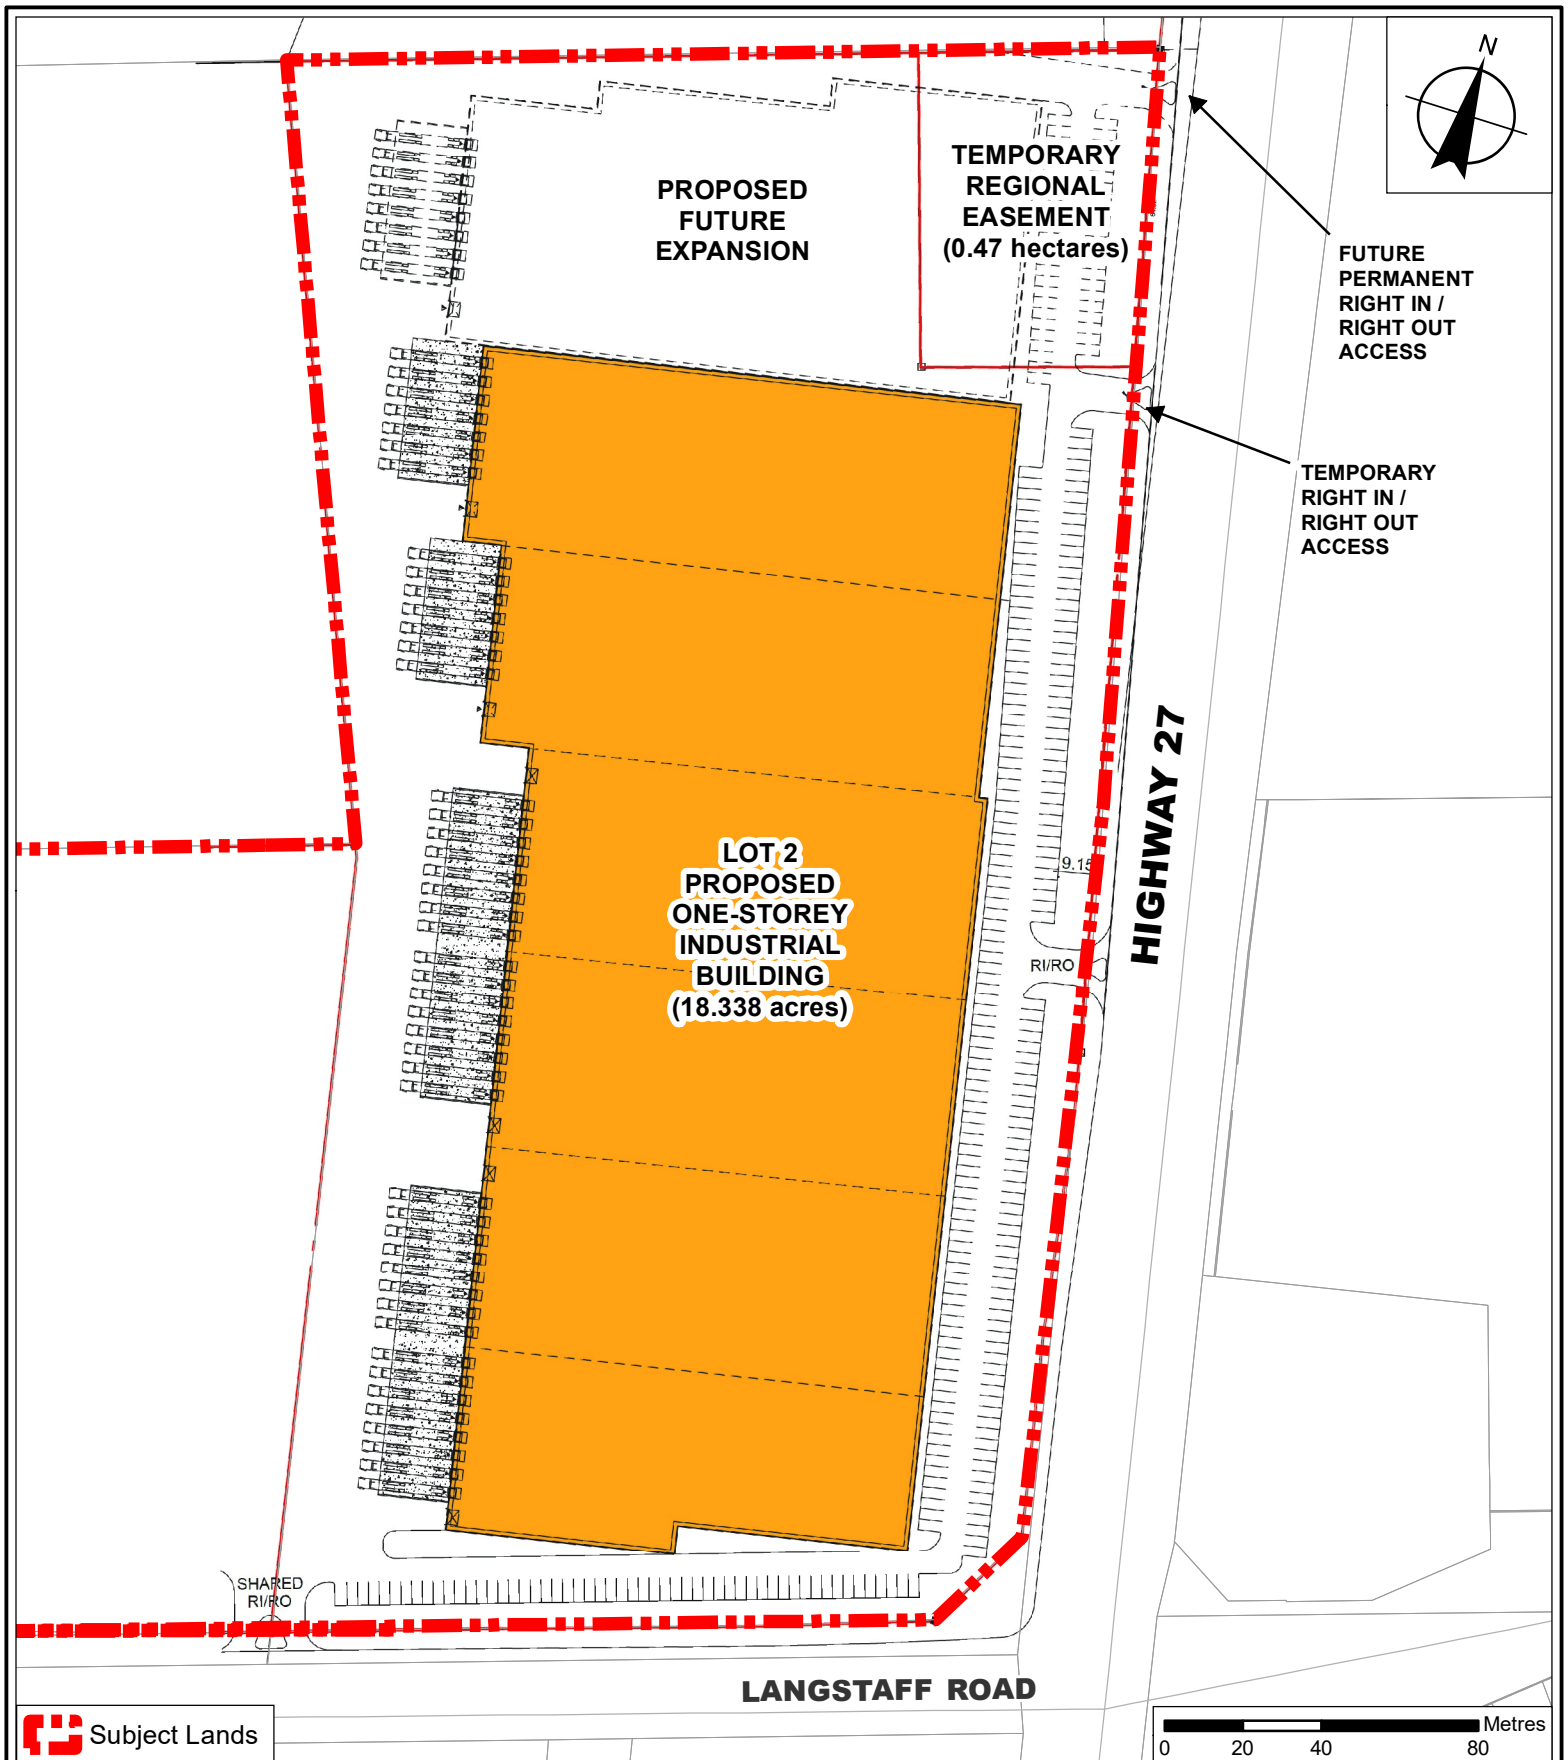 N
TEMPORARY
REGIONAL
EASEMENT
(0.47 hectares)
PROPOSED
FUTURE
EXPANSION
FUTURE
PERMANENT
RIGHT IN /
RIGHT OUT
ACCESS
TEMPORARY
RIGHT IN /
RIGHT OUT
ACCESS
HIGHWAY 27
LOT 2
PROPOSED
ONE-STOREY
INDUSTRIAL
BUILDING
(18.338 acres)
9.15
RI/RO
SHARED
RI/RO
LANGSTAFF ROAD
Subject Lands
Metres
0 20 40 80